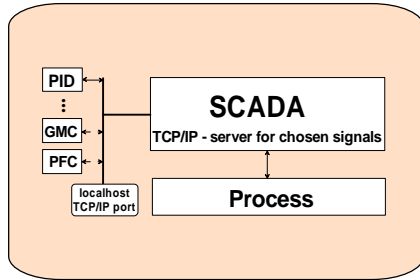 PID
SCADA
TCP/IP - server for chosen signals
GMC
PFC
localhost
TCP/IP port
Process